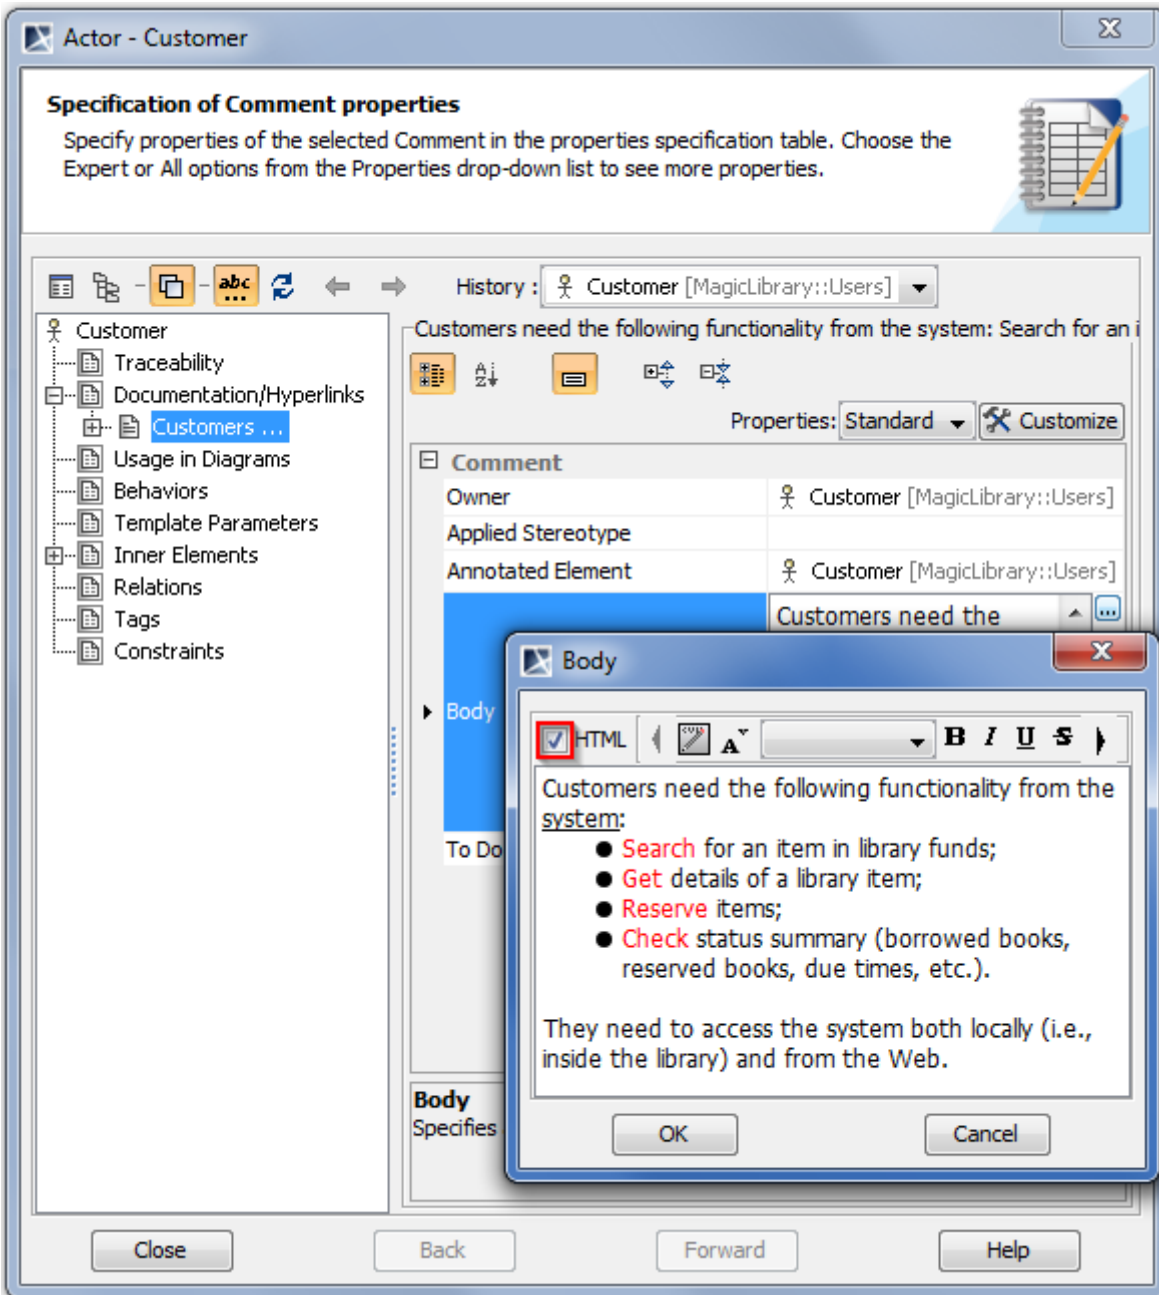 Actor - Customer
Specification of Comment properties
Specify properties of the selected Comment in the properties specification table. Choose the
Expert or All options from the Properties drop-down list to see more properties.
abc
History : Customer [MagicLibrary::Users]
Customer
Traceability
Documentation/Hyperlinks
Customers ...
Usage in Diagrams
Behaviors
Template Parameters
Inner Elements
Relations
Tags
Constraints
Customers need the following functionality from the system: Search for an i
Properties: Standard Customize
Comment
Owner Customer [MagicLibrary::Users]
Applied Stereotype
Annotated Element Customer [MagicLibrary::Users]
Customers need the
Body
To Do
Body
Specifies
Body
HTML A B I U S
Customers need the following functionality from the
system:
● Search for an item in library funds;
● Get details of a library item;
● Reserve items;
● Check status summary (borrowed books,
reserved books, due times, etc.).
They need to access the system both locally (i.e.,
inside the library) and from the Web.
OK Cancel
Close Back Forward Help